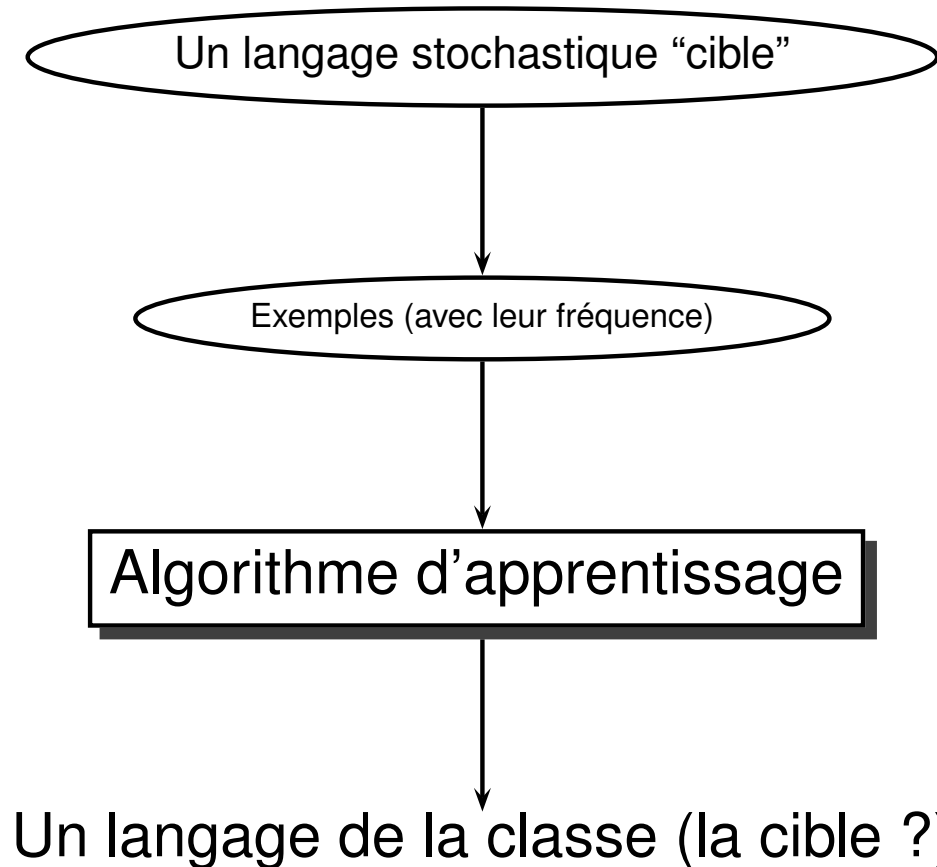 Un langage stochastique “cible”
Exemples (avec leur fréquence)
Algorithme d’apprentissage
Un langage de la classe (la cible ?)